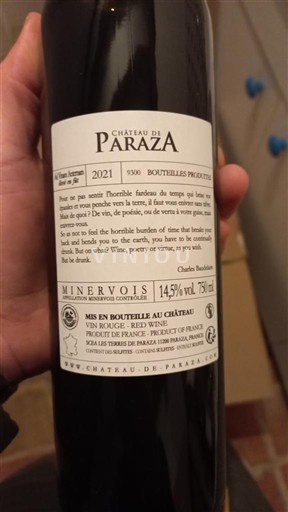 CHÂTEAU DE
PARAZA
2021
9300 BOUTEILLES PRODUITES
Pour ne pas sentir l'horrible fardeau du temps qui brise vos
épaules et vous penche vers la terre, il faut vous enivrer sans trêve.
Mais de quoi ? De vin, de poésie, ou de vertu à votre guise, mais
enivrez-vous.
So as not to feel the horrible burden of time that breaks your
back and bends you to the earth, you have to be continually
drunk. But on what? Wine, poetry or virtue, as you wish.
But be drunk.
VINTOU
Charles Baudelaire
MINERVOIS
APPELLATION MINERVOIS CONTRÔLÉE
14,5% vol. 750 ml
MIS EN BOUTEILLE AU CHÂTEAU
VIN ROUGE - RED WINE
PRODUIT DE FRANCE - PRODUCT OF FRANCE
SCEA LES TERRES DE PARAZA 11200 PARAZA, FRANCE
CONTIENT DES SULFITES CONTAINS SULFITES
WWW.CHATEAU-DE-PARAZA.COM